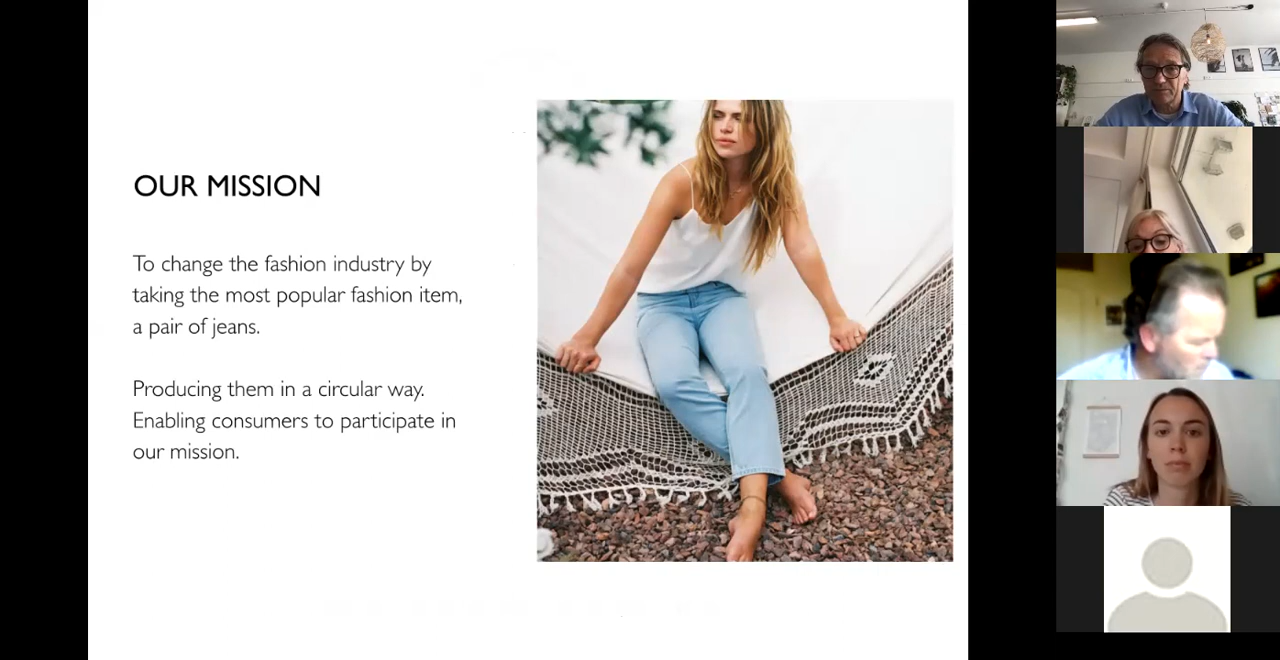 OUR MISSION
To change the fashion industry by
taking the most popular fashion item,
a pair of jeans.
Producing them in a circular way.
Enabling consumers to participate in
our mission.